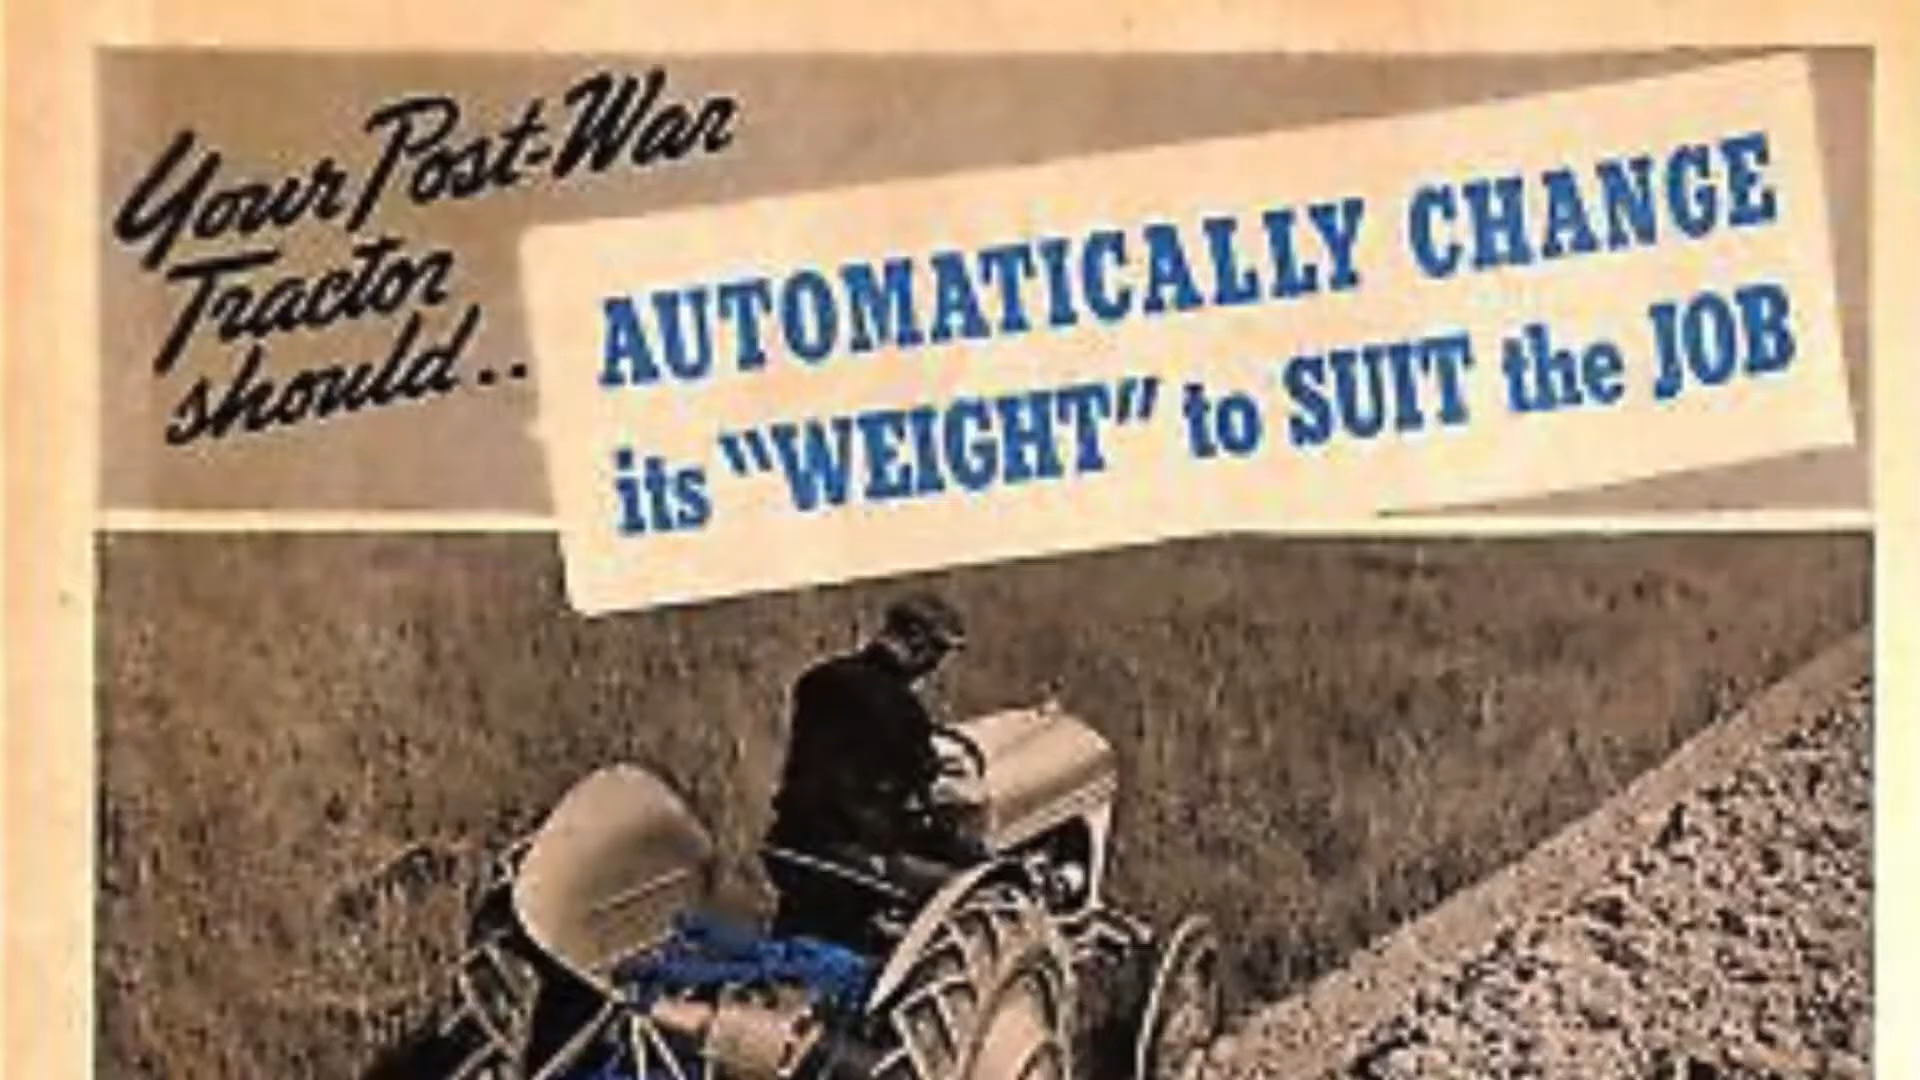 Your Post-War
Tractor
should..
AUTOMATICALLY CHANGE
its "WEIGHT" to SUIT the JOB